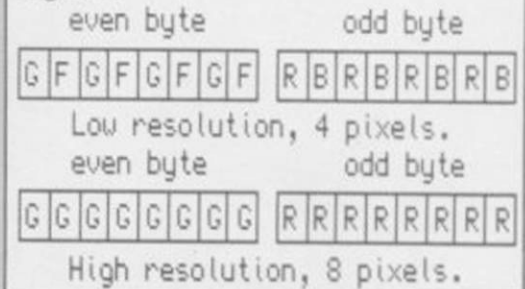 even byte odd byte
G F G F G F G F R B R B R B R B
Low resolution, 4 pixels.
even byte odd byte
G G G G G G G G R R R R R R R R
High resolution, 8 pixels.